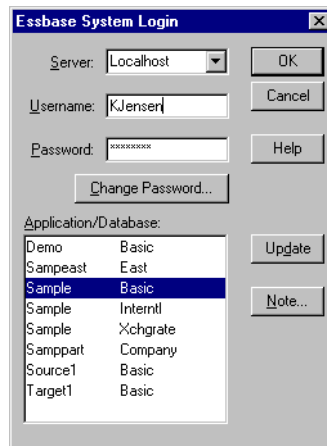 Essbase System Login
Server: Localhost OK
Username: KJensen Cancel
Password: ******** Help
Change Password...
Application/Database:
Demo Basic
Sampeast East
Sample Basic
Sample Interntl
Sample Xchgrate
Samppart Company
Source1 Basic
Target1 Basic
Update
Note...